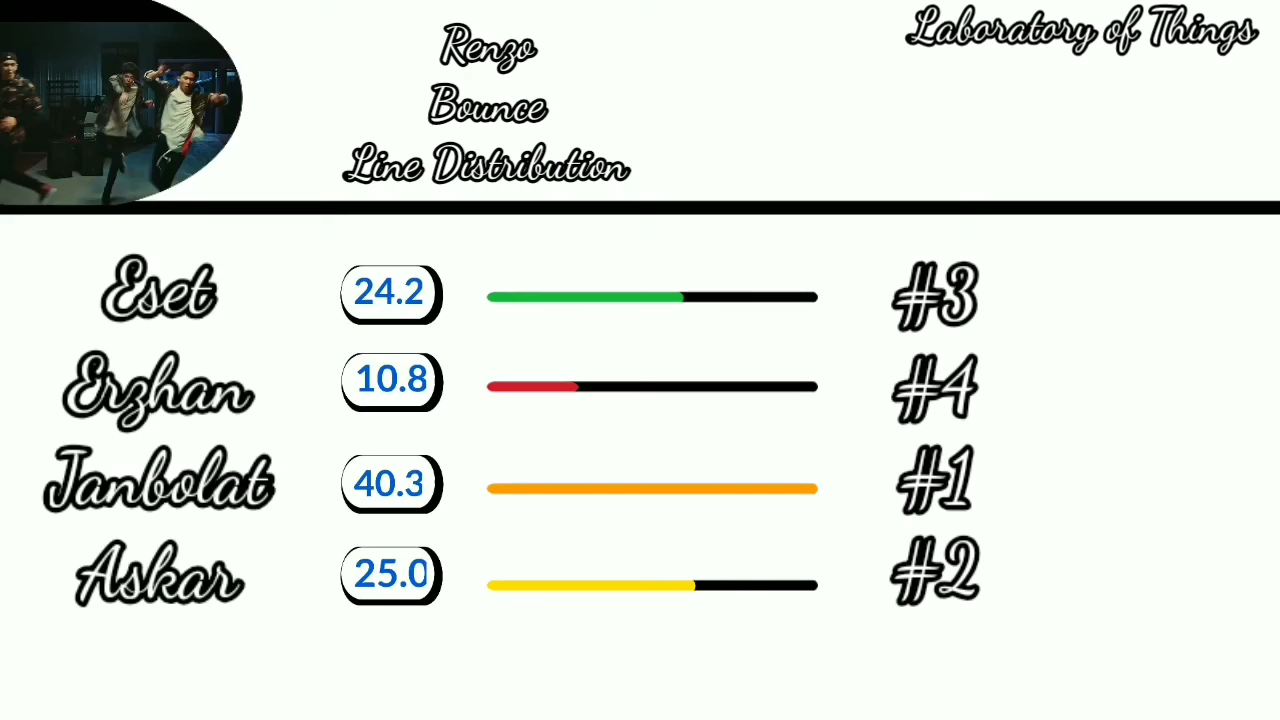 Renzo
Bounce
Line Distribution
Laboratory of Things
Eset 24.2 #3
Erzhan 10.8 #4
Janbolat 40.3 #1
Askar 25.0 #2